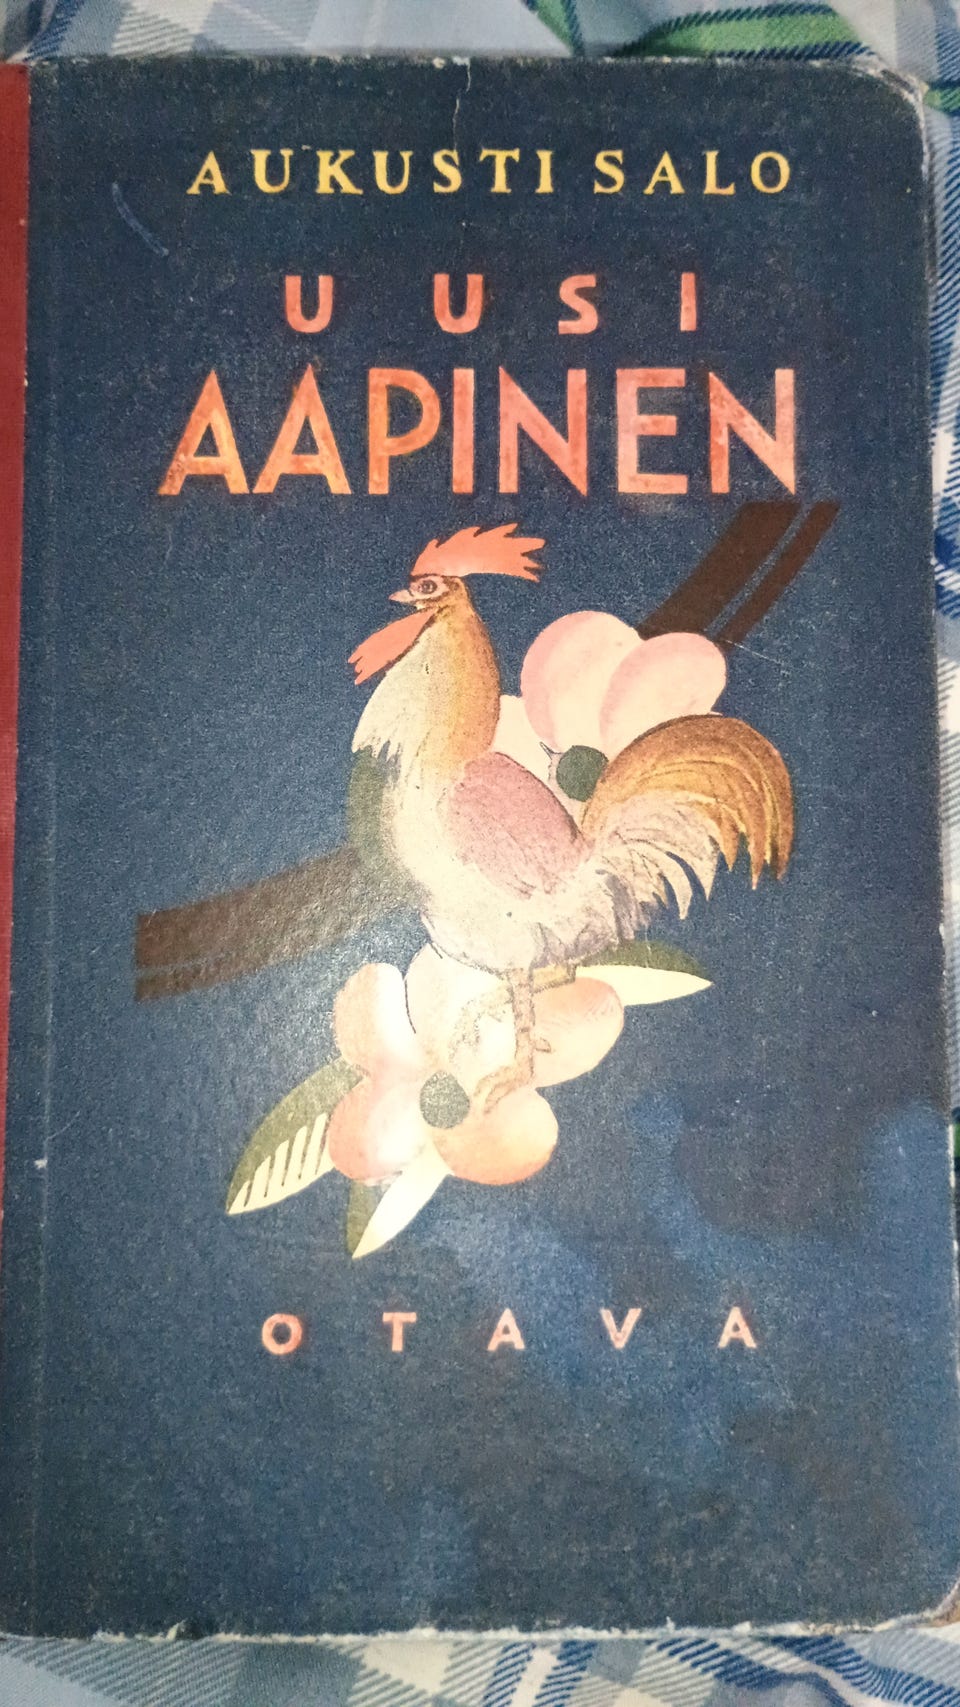 AUKUSTI SALO
UUSI
AAPINEN
OTAVA